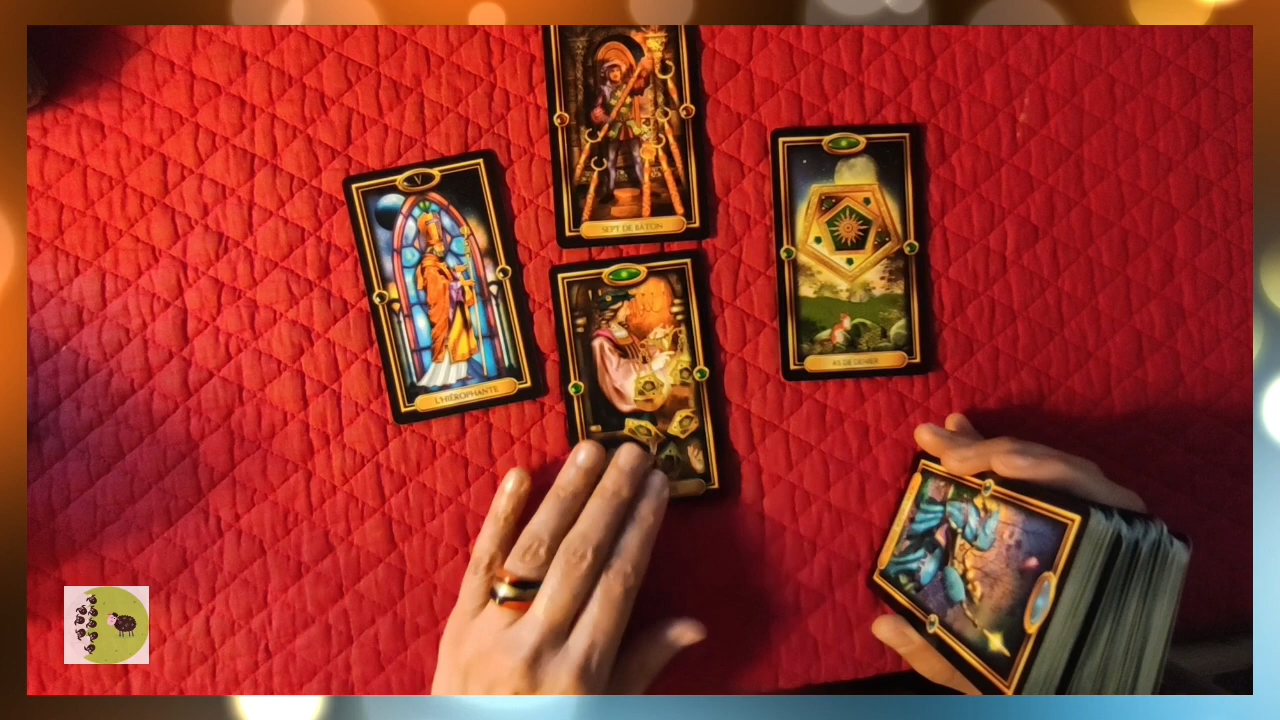 SEPT DE BÂTON
V
L'HIÉROPHANTE
AS DE DENIER